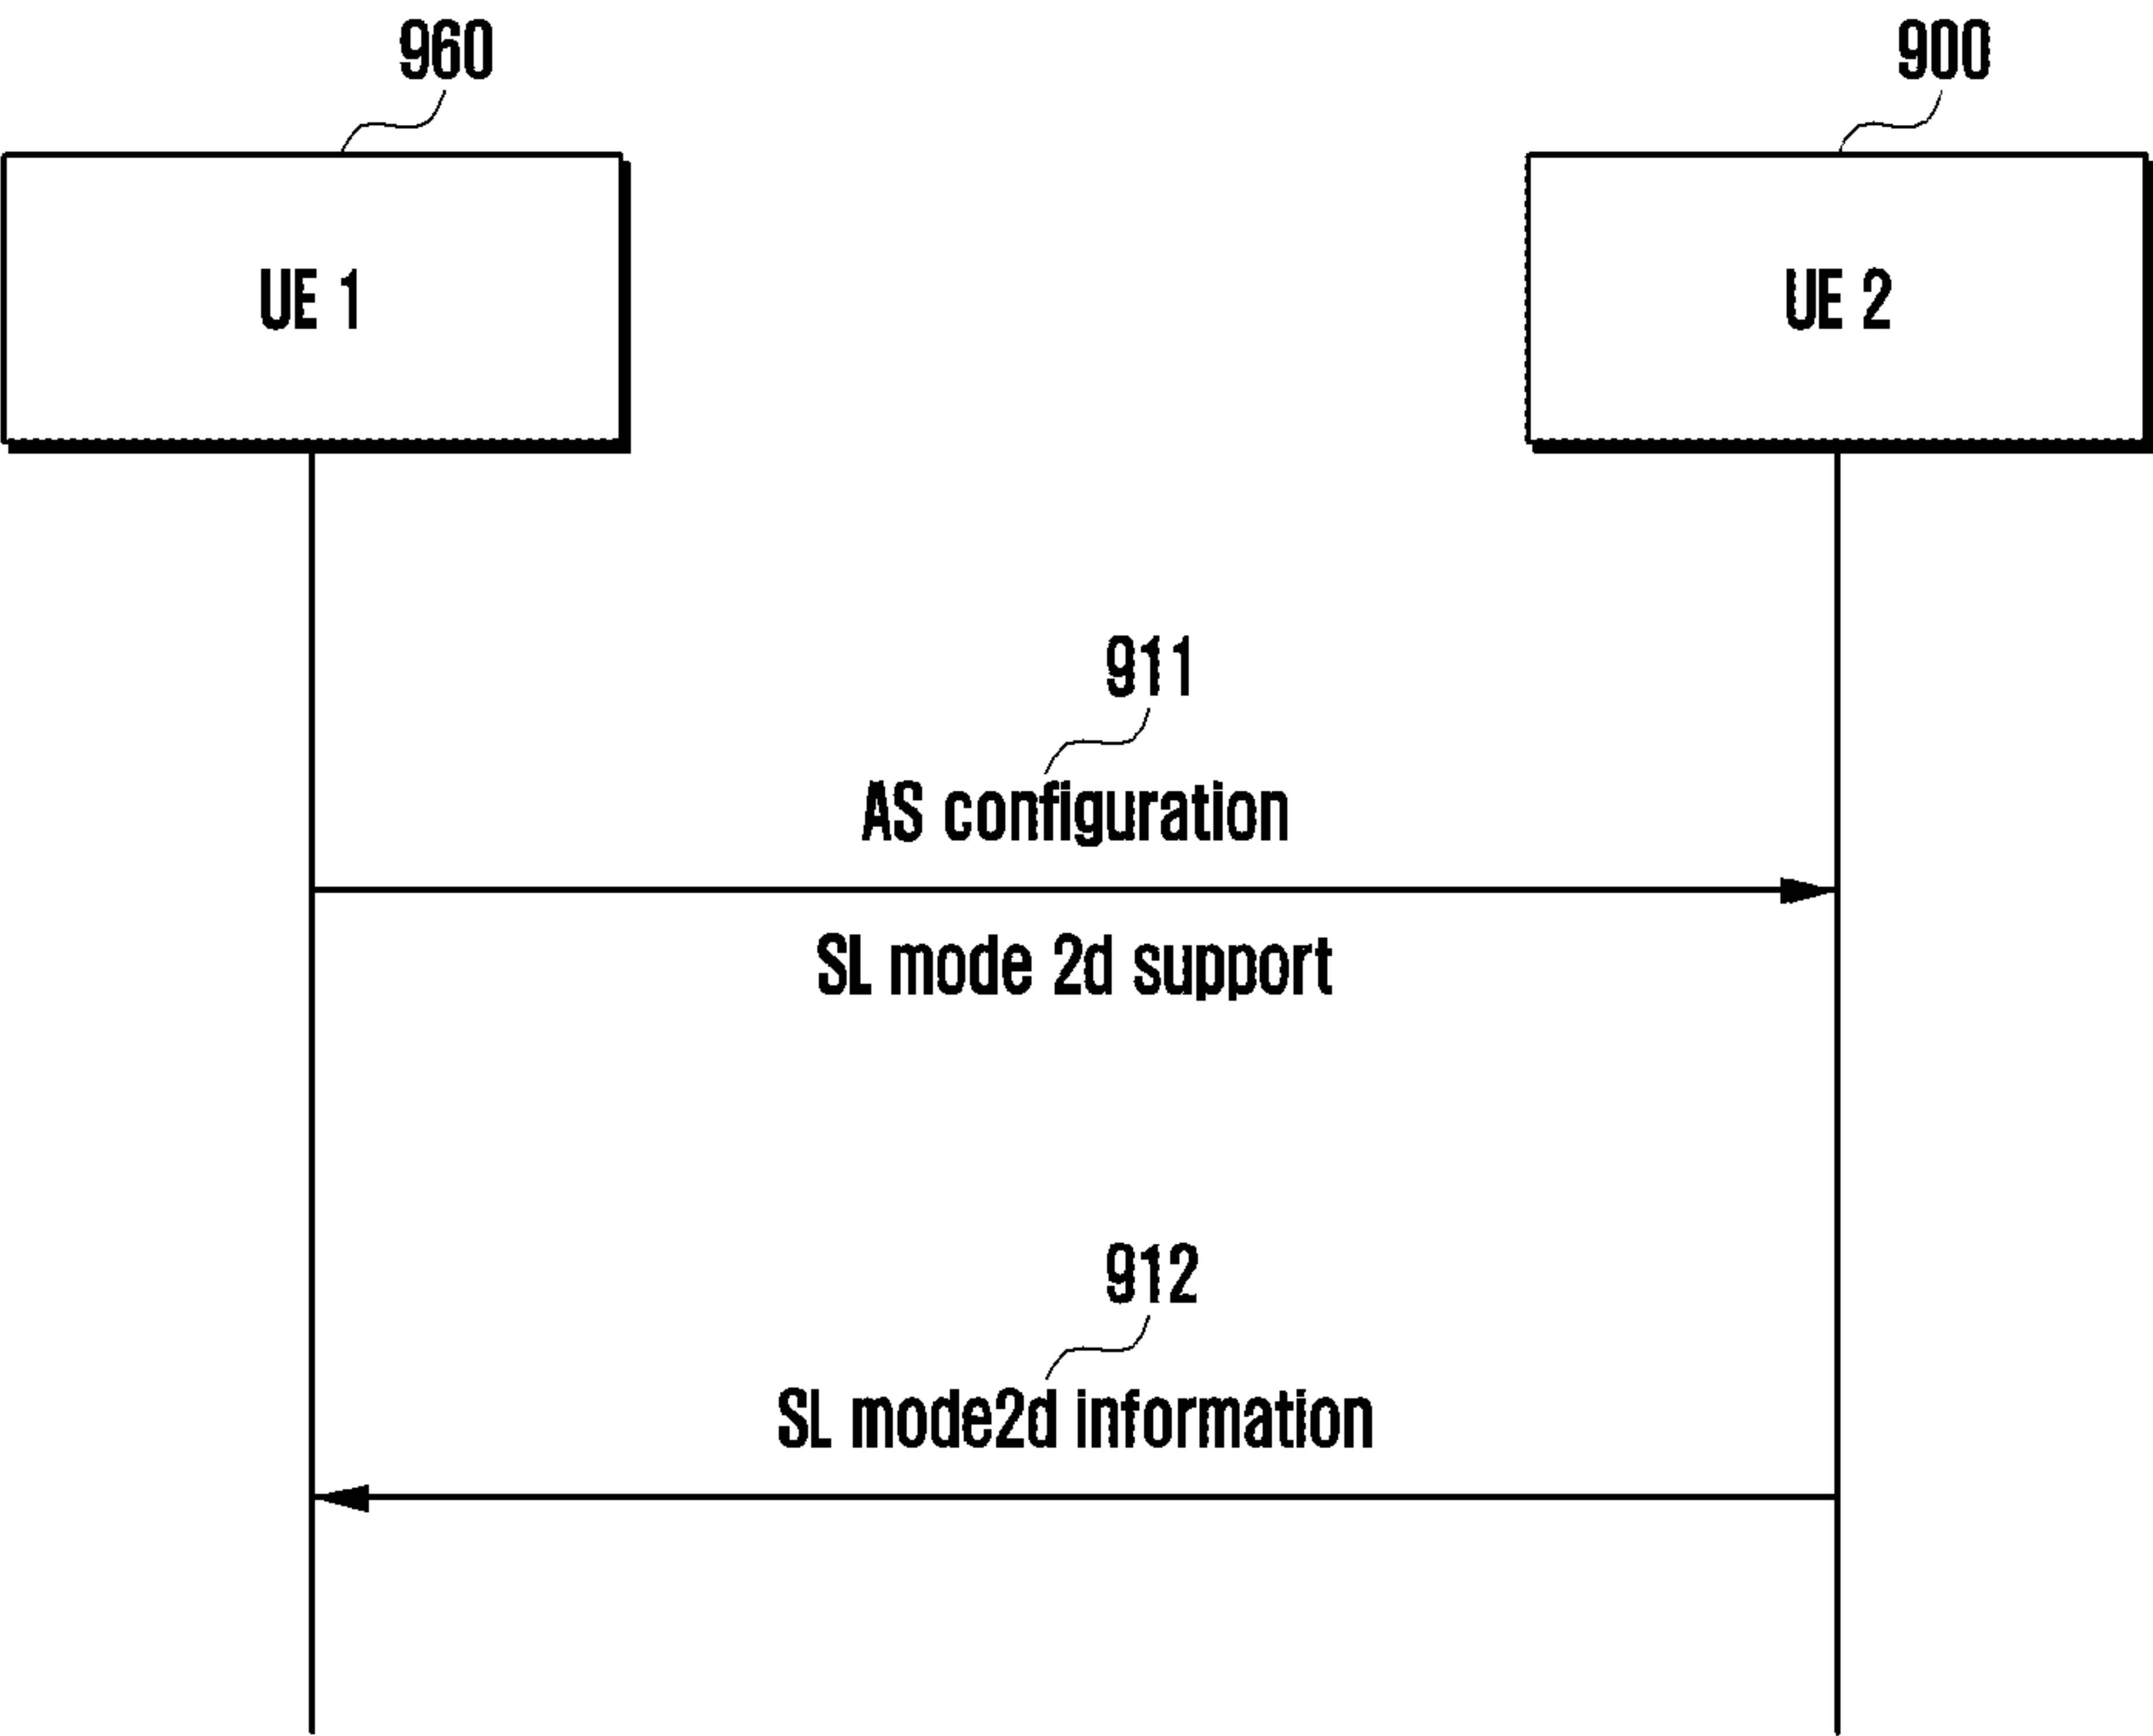 960
900
UE 1
UE 2
911
AS configuration
SL mode 2d support
912
SL mode2d information